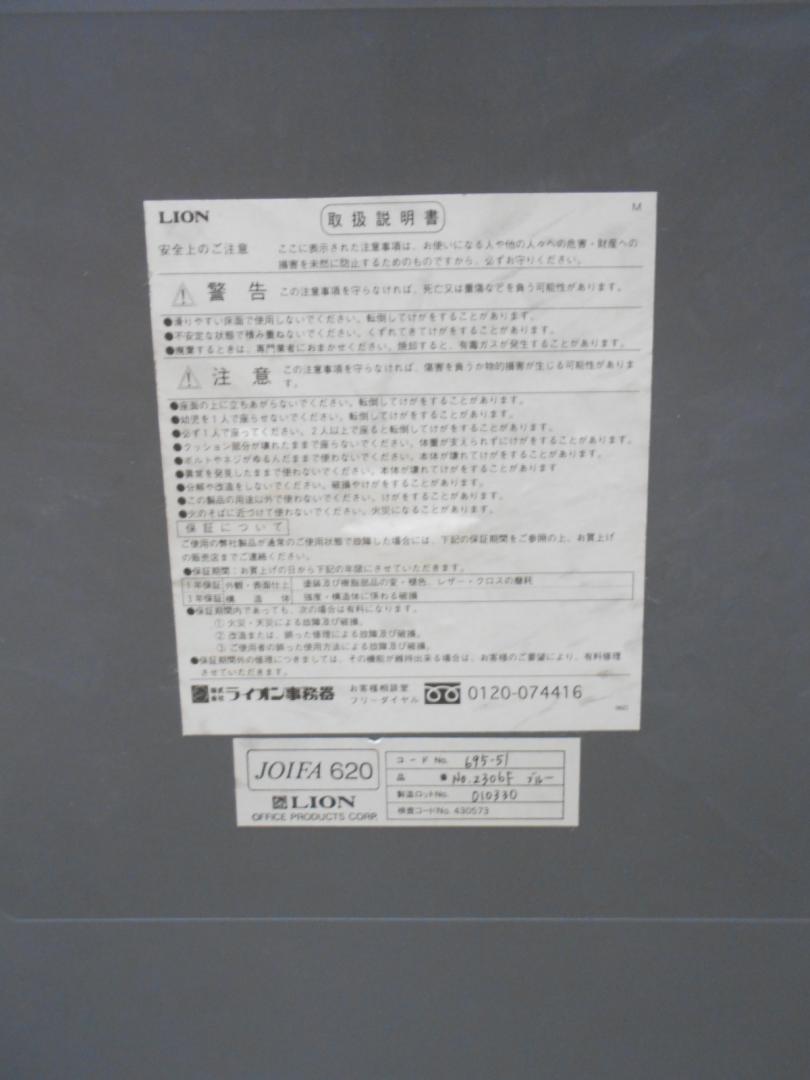 LION 取扱説明書 M
安全上のご注意 ここに表示された注意事項は、お使いになる人や他の人々への危害・財産への
損害を未然に防止するためのものですから、必ずお守りください。
警告 この注意事項を守らなければ、死亡又は重傷などを負う可能性があります。
●滑りやすい床面で使用しないでください。転倒してけがをすることがあります。
●不安定な状態で積み重ねないでください。くずれてきてけがをすることがあります。
●廃棄するときは、専門業者におまかせください。焼却すると、有毒ガスが発生することがあります。
注意 この注意事項を守らなければ、傷害を負うか物的損害が生じる可能性がありま
す。
●座面の上に立ちあがらないでください。転倒してけがをすることがあります。
●幼児を1人で座らせないでください。転倒してけがをすることがあります。
●必ず1人で座ってください。2人以上で座ると転倒してけがをすることがあります。
●クッション部分が壊れたままで座らないでください。体重が支えられずにけがをすることがあります。
●ボルトやネジがゆるんだままで使わないでください。本体が壊れてけがをすることがあります。
●異常を発見したままで使わないでください。本体が壊れてけがをすることがあります
●分解や改造をしないでください。破損やけがをすることがあります。
●この製品の用途以外で使わないでください。けがをすることがあります。
●火のそばに近づけて使わないでください。火災になることがあります。
保証について
ご使用の弊社製品が通常のご使用状態で故障した場合には、下記の保証期間をご参照の上、お買上げ
の販売店までご連絡ください。
●保証期間：お買上げの日から下記の年限にさせていただきます。
1年保証 外観・表面仕上 塗装及び樹脂部品の変・褪色、レザー・クロスの磨耗
3年保証 構造体 強度・構造体に係わる破損
●保証期間内であっても、次の場合は有料になります。
① 火災・天災による故障及び破損。
② 改造または、誤った修理による故障及び破損。
③ ご使用者の誤った使用方法による故障及び破損。
●保証期間外の修理につきましては、その機能が維持出来る場合は、お客様のご要望により、有料修理
させていただきます。
株式会社 ライオン事務器 お客様相談室 フリーダイヤル 0120-074416
JOIFA 620
LION
OFFICE PRODUCTS CORP.
コードNo. 695-51
品番 No.2306F ブルー
製造ロットNo. 010330
検査コードNo. 430573